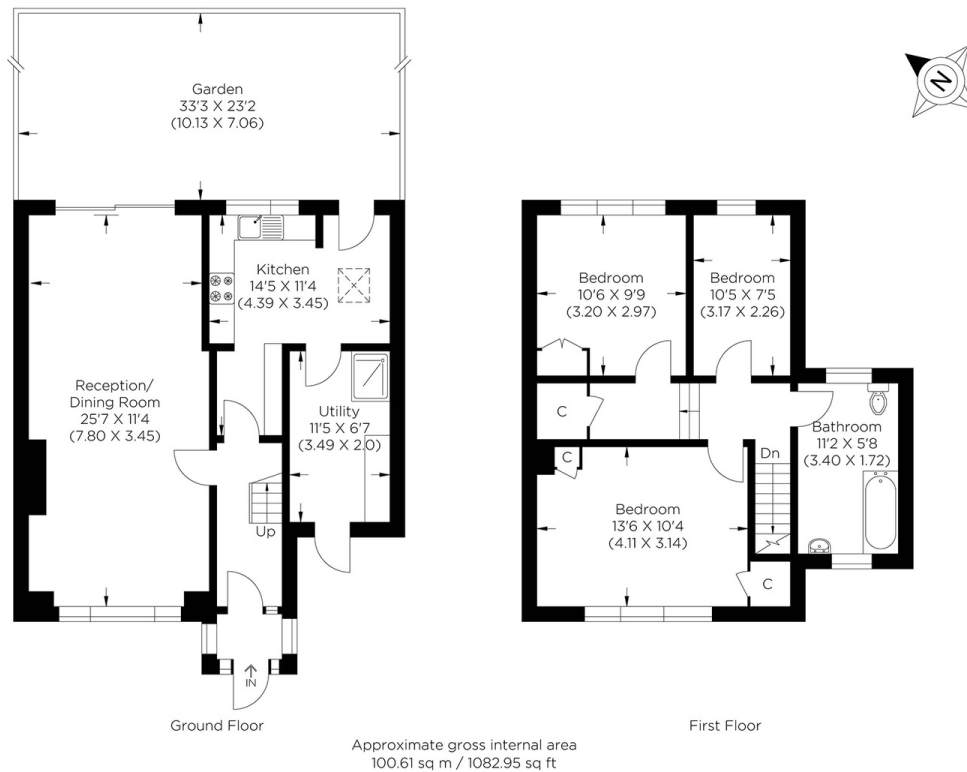 Garden
33'3 X 23'2
(10.13 X 7.06)
N
Kitchen
14'5 X 11'4
(4.39 X 3.45)
Reception/
Dining Room
25'7 X 11'4
(7.80 X 3.45)
Utility
11'5 X 6'7
(3.49 X 2.0)
Up
IN
Ground Floor
Bedroom
10'6 X 9'9
(3.20 X 2.97)
Bedroom
10'5 X 7'5
(3.17 X 2.26)
C
C
Dn
Bathroom
11'2 X 5'8
(3.40 X 1.72)
Bedroom
13'6 X 10'4
(4.11 X 3.14)
C
First Floor
Approximate gross internal area
100.61 sq m / 1082.95 sq ft